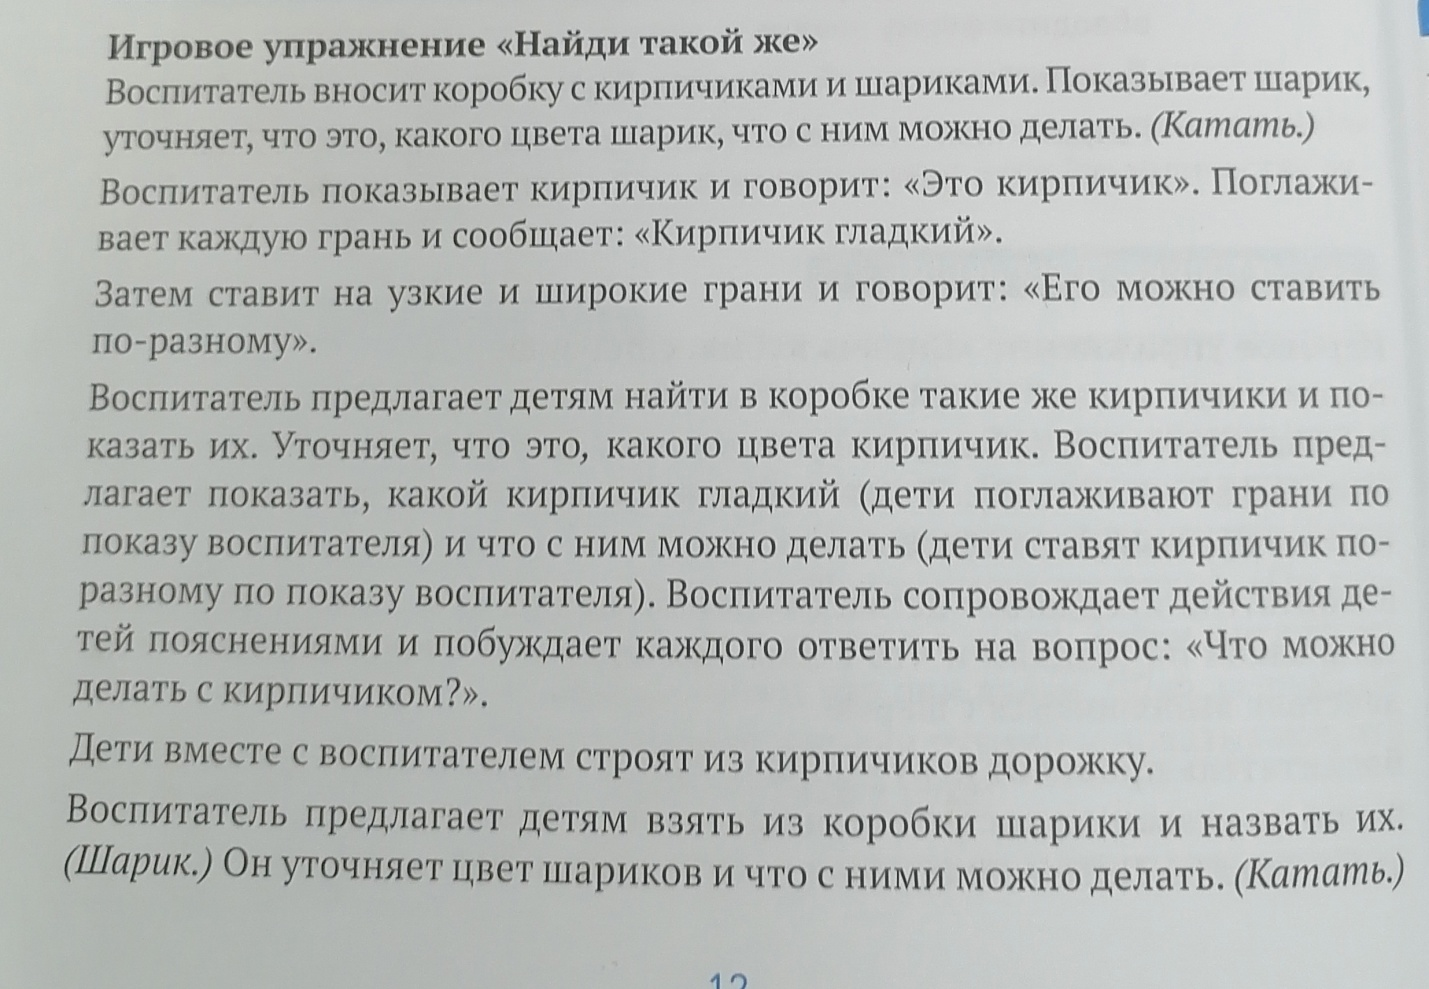 Игровое упражнение «Найди такой же»
Воспитатель вносит коробку с кирпичиками и шариками. Показывает шарик,
уточняет, что это, какого цвета шарик, что с ним можно делать. (Катать.)
Воспитатель показывает кирпичик и говорит: «Это кирпичик». Поглажи-
вает каждую грань и сообщает: «Кирпичик гладкий».
Затем ставит на узкие и широкие грани и говорит: «Его можно ставить
по-разному».
Воспитатель предлагает детям найти в коробке такие же кирпичики и по-
казать их. Уточняет, что это, какого цвета кирпичик. Воспитатель пред-
лагает показать, какой кирпичик гладкий (дети поглаживают грани по
показу воспитателя) и что с ним можно делать (дети ставят кирпичик по-
разному по показу воспитателя). Воспитатель сопровождает действия де-
тей пояснениями и побуждает каждого ответить на вопрос: «Что можно
делать с кирпичиком?».
Дети вместе с воспитателем строят из кирпичиков дорожку.
Воспитатель предлагает детям взять из коробки шарики и назвать их.
(Шарик.) Он уточняет цвет шариков и что с ними можно делать. (Катать.)
12